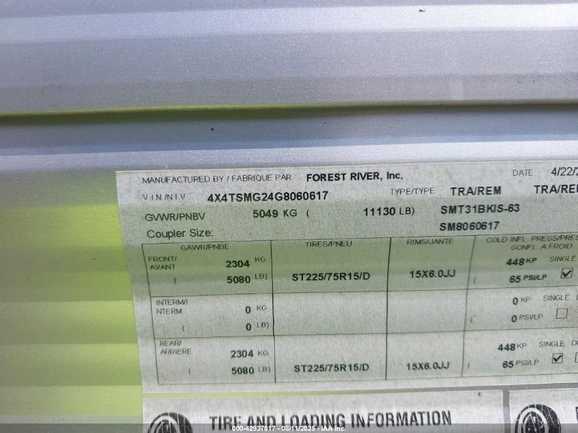 MANUFACTURED BY / FABRIQUE PAR FOREST RIVER, Inc. DATE 4/22/2
V.I.N./N.I.V 4X4TSMG24G8060617 TYPE/TYPE TRA/REM TRA/RE
GVWR/PNBV 5049 KG ( 11130 LB) SMT31BKIS-63
Coupler Size: SM8060617
GAWR/PNBE TIRES/PNEU RIMS/JANTE COLD INFL. PRESS/PRES
GONFL. A FROID
FRONT/ AVANT 2304 KG ST225/75R15/D 15X6.0JJ 448 KP SINGLE
( 5080 LB) ( 65 PSI/LP
INTERM/ NTERM 0 KG 0 KP SINGLE D
( 0 LB) ( 0 PSI/LP
REAR/ ARRIERE 2304 KG ST225/75R15/D 15X6.0JJ 448 KP SINGLE D
( 5080 LB) ( 65 PSI/LP
TIRE AND LOADING INFORMATION